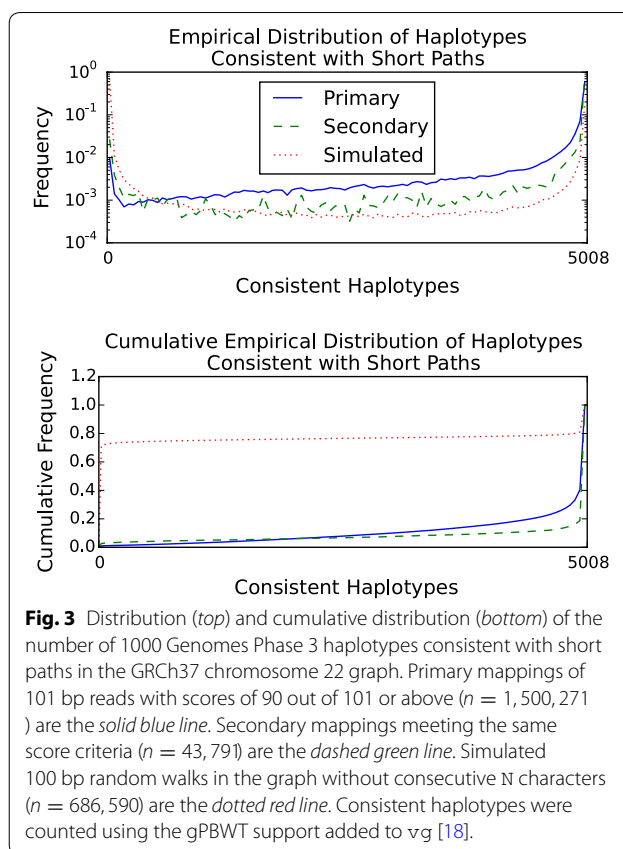 Empirical Distribution of Haplotypes
Consistent with Short Paths
10⁰
10⁻¹
10⁻²
10⁻³
10⁻⁴
Frequency
Primary
Secondary
Simulated
0
5008
Consistent Haplotypes
Cumulative Empirical Distribution of Haplotypes
Consistent with Short Paths
1.2
1.0
0.8
0.6
0.4
0.2
0.0
Cumulative Frequency
0
5008
Consistent Haplotypes
Fig. 3 Distribution (top) and cumulative distribution (bottom) of the
number of 1000 Genomes Phase 3 haplotypes consistent with short
paths in the GRCh37 chromosome 22 graph. Primary mappings of
101 bp reads with scores of 90 out of 101 or above (n = 1, 500, 271
) are the solid blue line. Secondary mappings meeting the same
score criteria (n = 43, 791) are the dashed green line. Simulated
100 bp random walks in the graph without consecutive N characters
(n = 686, 590) are the dotted red line. Consistent haplotypes were
counted using the gPBWT support added to vg [18].